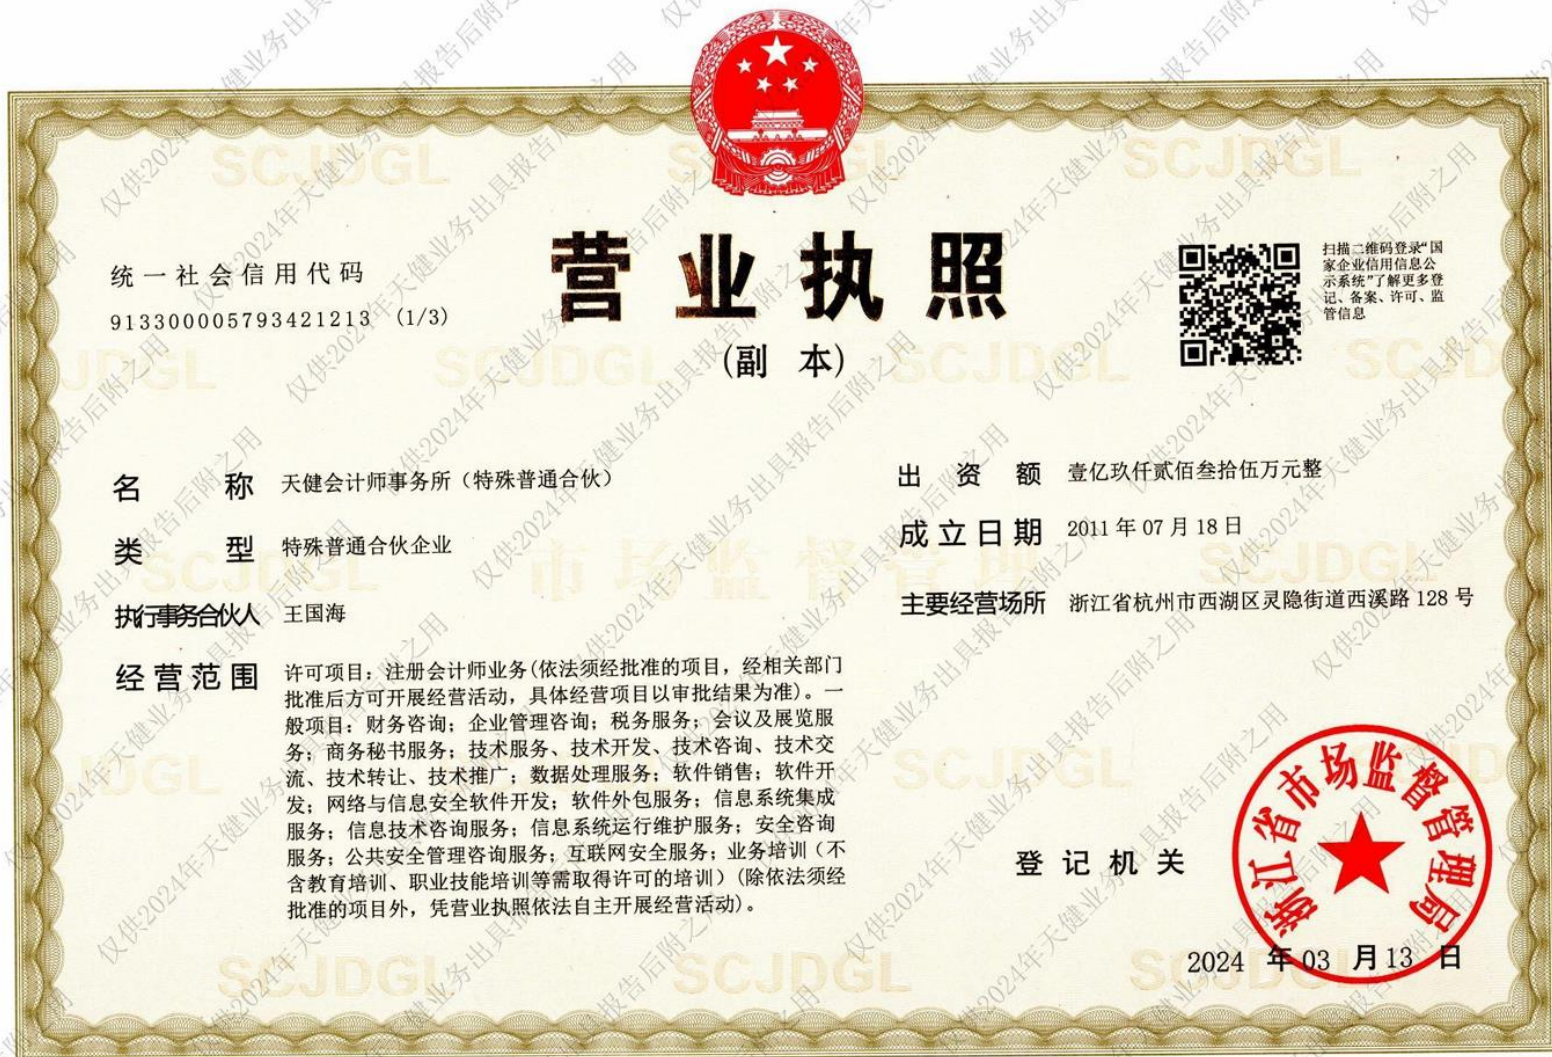 营业执照
(副 本)
统一社会信用代码
913300005793421213 (1/3)
扫描二维码登录“国
家企业信用信息公
示系统”了解更多登
记、备案、许可、监
管信息
名 称 天健会计师事务所（特殊普通合伙）
类 型 特殊普通合伙企业
执行事务合伙人 王国海
经营范围 许可项目：注册会计师业务(依法须经批准的项目，经相关部门
批准后方可开展经营活动，具体经营项目以审批结果为准)。一
般项目：财务咨询；企业管理咨询；税务服务；会议及展览服
务；商务秘书服务；技术服务、技术开发、技术咨询、技术交
流、技术转让、技术推广；数据处理服务；软件销售；软件开
发；网络与信息安全软件开发；软件外包服务；信息系统集成
服务；信息技术咨询服务；信息系统运行维护服务；安全咨询
服务；公共安全管理咨询服务；互联网安全服务；业务培训（不
含教育培训、职业技能培训等需取得许可的培训）(除依法须经
批准的项目外，凭营业执照依法自主开展经营活动)。
出 资 额 壹亿玖仟贰佰叁拾伍万元整
成立日期 2011 年 07 月 18 日
主要经营场所 浙江省杭州市西湖区灵隐街道西溪路 128 号
登记机关
浙江省市场监督管理局
2024 年 03 月 13 日
SCJDGL
市场监督管理
仅供2024年天健业务出具报告后附之用